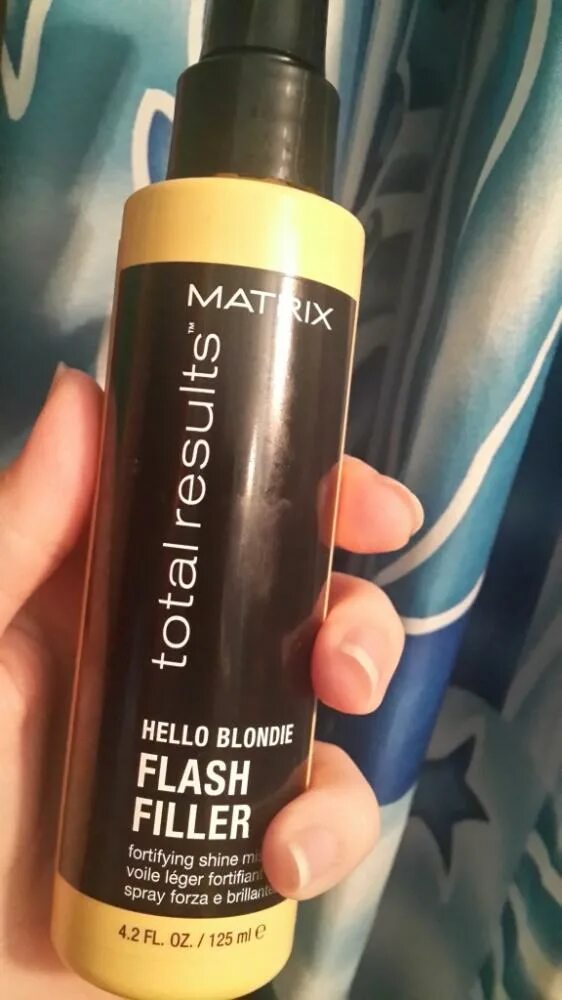 MATRIX
total results™
HELLO BLONDIE
FLASH
FILLER
fortifying shine
voile léger fortifiant
spray forza e
4.2 FL. OZ. / 125 ml ℮